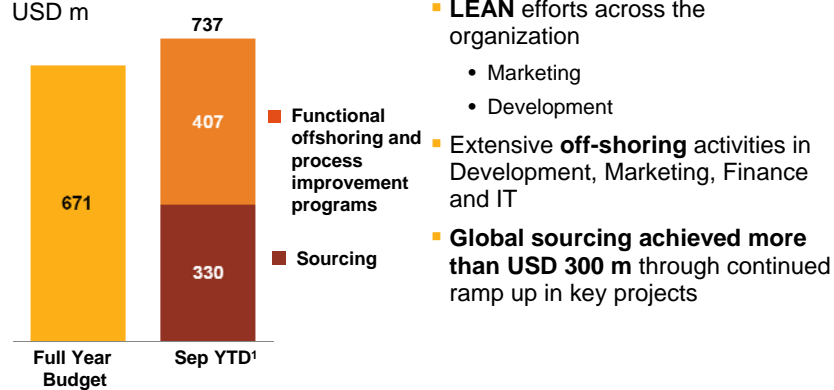 USD m
737
407
671
330
Functional
offshoring and
process
improvement
programs
Sourcing
Full Year
Budget
Sep YTD¹
LEAN efforts across the
organization
• Marketing
• Development
Extensive off-shoring activities in
Development, Marketing, Finance
and IT
Global sourcing achieved more
than USD 300 m through continued
ramp up in key projects